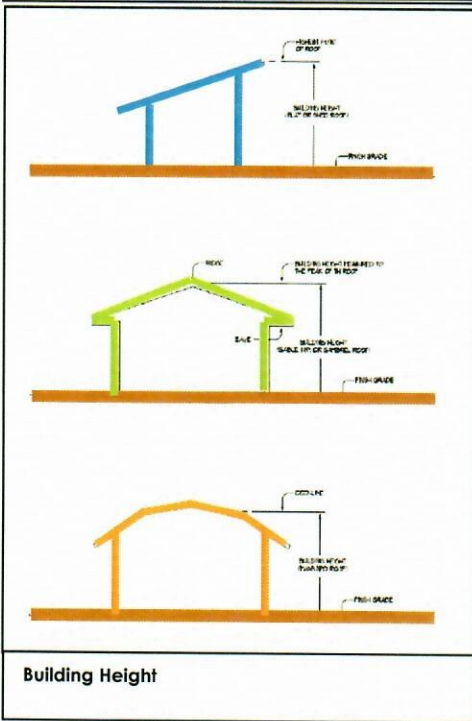 HIGHEST POINT
OF ROOF
BUILDING HEIGHT
(FLAT OR SHED ROOF)
FINISH GRADE
RIDGE
BUILDING HEIGHT MEASURED TO
THE PEAK OF TH ROOF
EAVE
BUILDING HEIGHT
(GABLE, HIP, OR GAMBREL ROOF)
FINISH GRADE
DECK LINE
BUILDING HEIGHT
FINISH GRADE
Building Height